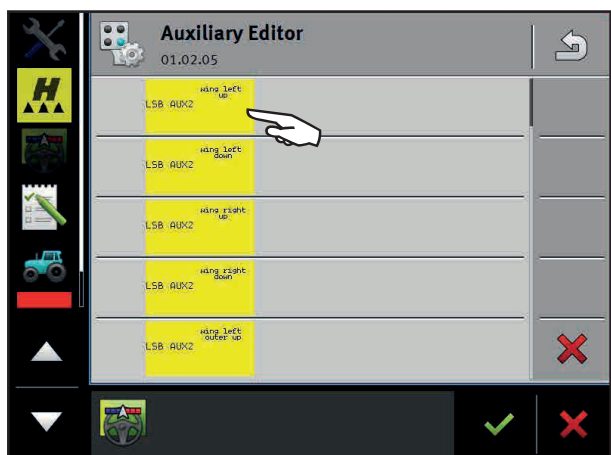 Auxiliary Editor
01.02.05
H
wing left
up
LSB AUX2
wing left
down
LSB AUX2
wing right
up
LSB AUX2
wing right
down
LSB AUX2
wing left
outer up
LSB AUX2